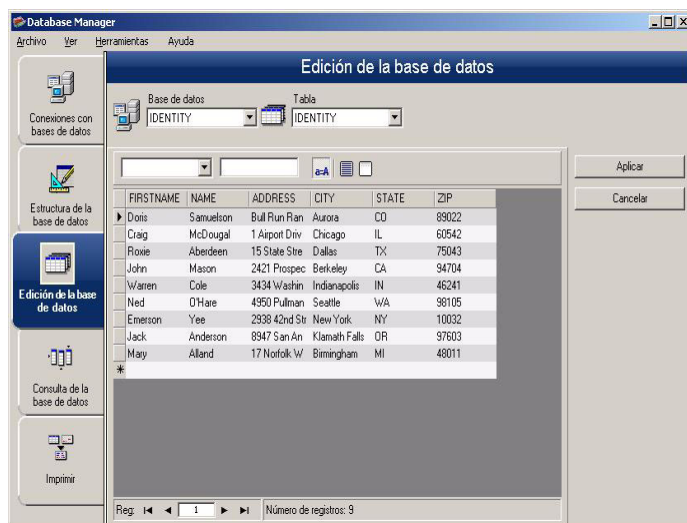 Database Manager
Archivo Ver Herramientas Ayuda
Edición de la base de datos
Conexiones con
bases de datos
Estructura de la
base de datos
Edición de la base
de datos
Consulta de la
base de datos
Imprimir
Base de datos
IDENTITY
Tabla
IDENTITY
a=A
Aplicar
Cancelar
FIRSTNAME NAME ADDRESS CITY STATE ZIP
Doris Samuelson Bull Run Ran Aurora CO 89022
Craig McDougal 1 Airport Driv Chicago IL 60542
Roxie Aberdeen 15 State Stre Dallas TX 75043
John Mason 2421 Prospec Berkeley CA 94704
Warren Cole 3434 Washin Indianapolis IN 46241
Ned O'Hare 4950 Pullman Seattle WA 98105
Emerson Yee 2938 42nd Str New York NY 10032
Jack Anderson 8947 San An Klamath Falls OR 97603
Mary Alland 17 Norfolk W Birmingham MI 48011
Reg: 1 Número de registros: 9